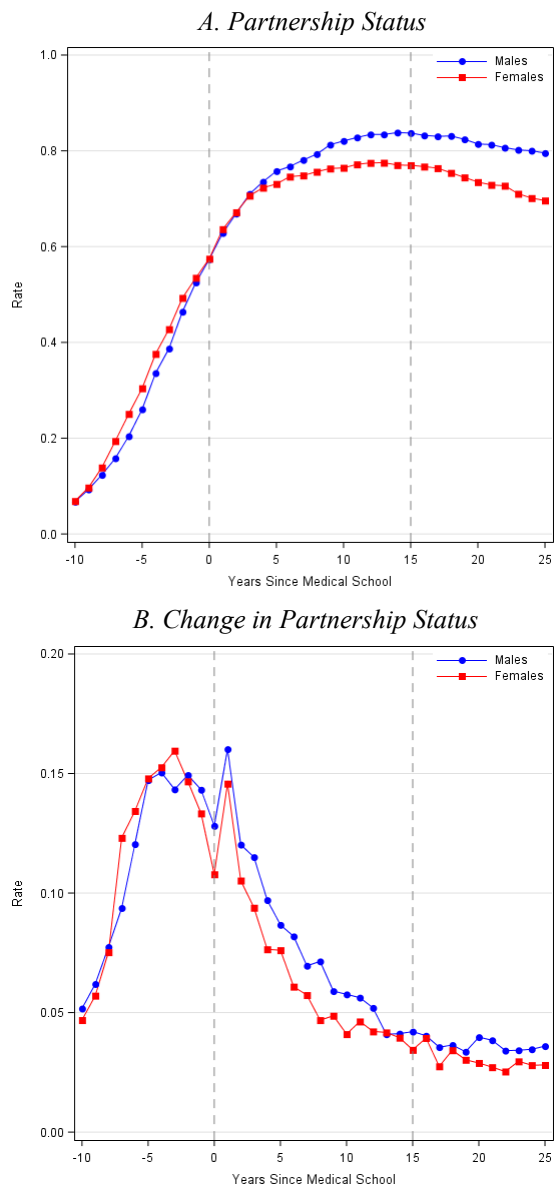 A. Partnership Status
1.0
0.8
0.6
0.4
0.2
0.0
Rate
Males
Females
-10 -5 0 5 10 15 20 25
Years Since Medical School
B. Change in Partnership Status
0.20
0.15
0.10
0.05
0.00
Rate
Males
Females
-10 -5 0 5 10 15 20 25
Years Since Medical School